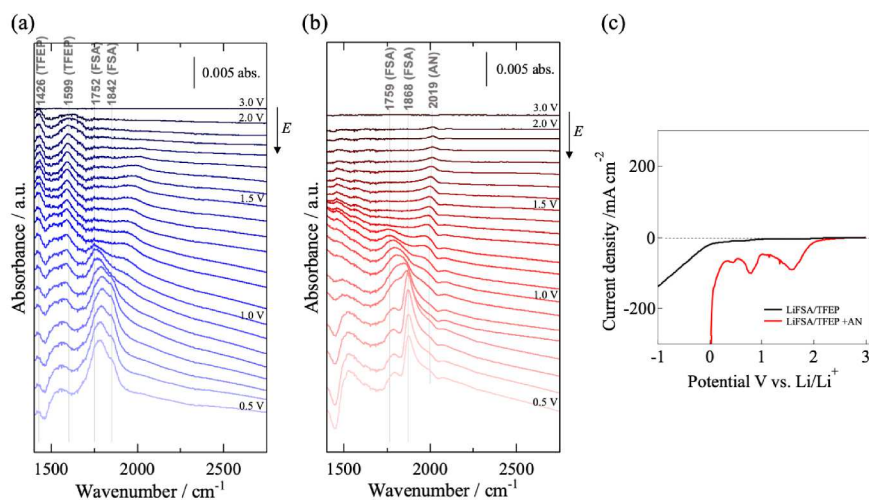 (a)
1426 (TFEP)
1599 (TFEP)
1752 (FSA)
1842 (FSA)
0.005 abs.
3.0 V
2.0 V
E
1.5 V
1.0 V
0.5 V
Absorbance / a.u.
1500
2000
2500
Wavenumber / cm⁻¹
(b)
1759 (FSA)
1868 (FSA)
2019 (AN)
0.005 abs.
3.0 V
2.0 V
E
1.5 V
1.0 V
0.5 V
Absorbance / a.u.
1500
2000
2500
Wavenumber / cm⁻¹
(c)
Current density /mA cm⁻²
200
0
-200
LiFSA/TFEP
LiFSA/TFEP +AN
-1
0
1
2
3
Potential V vs. Li/Li⁺